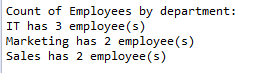 Count of Employees by department:
IT has 3 employee(s)
Marketing has 2 employee(s)
Sales has 2 employee(s)